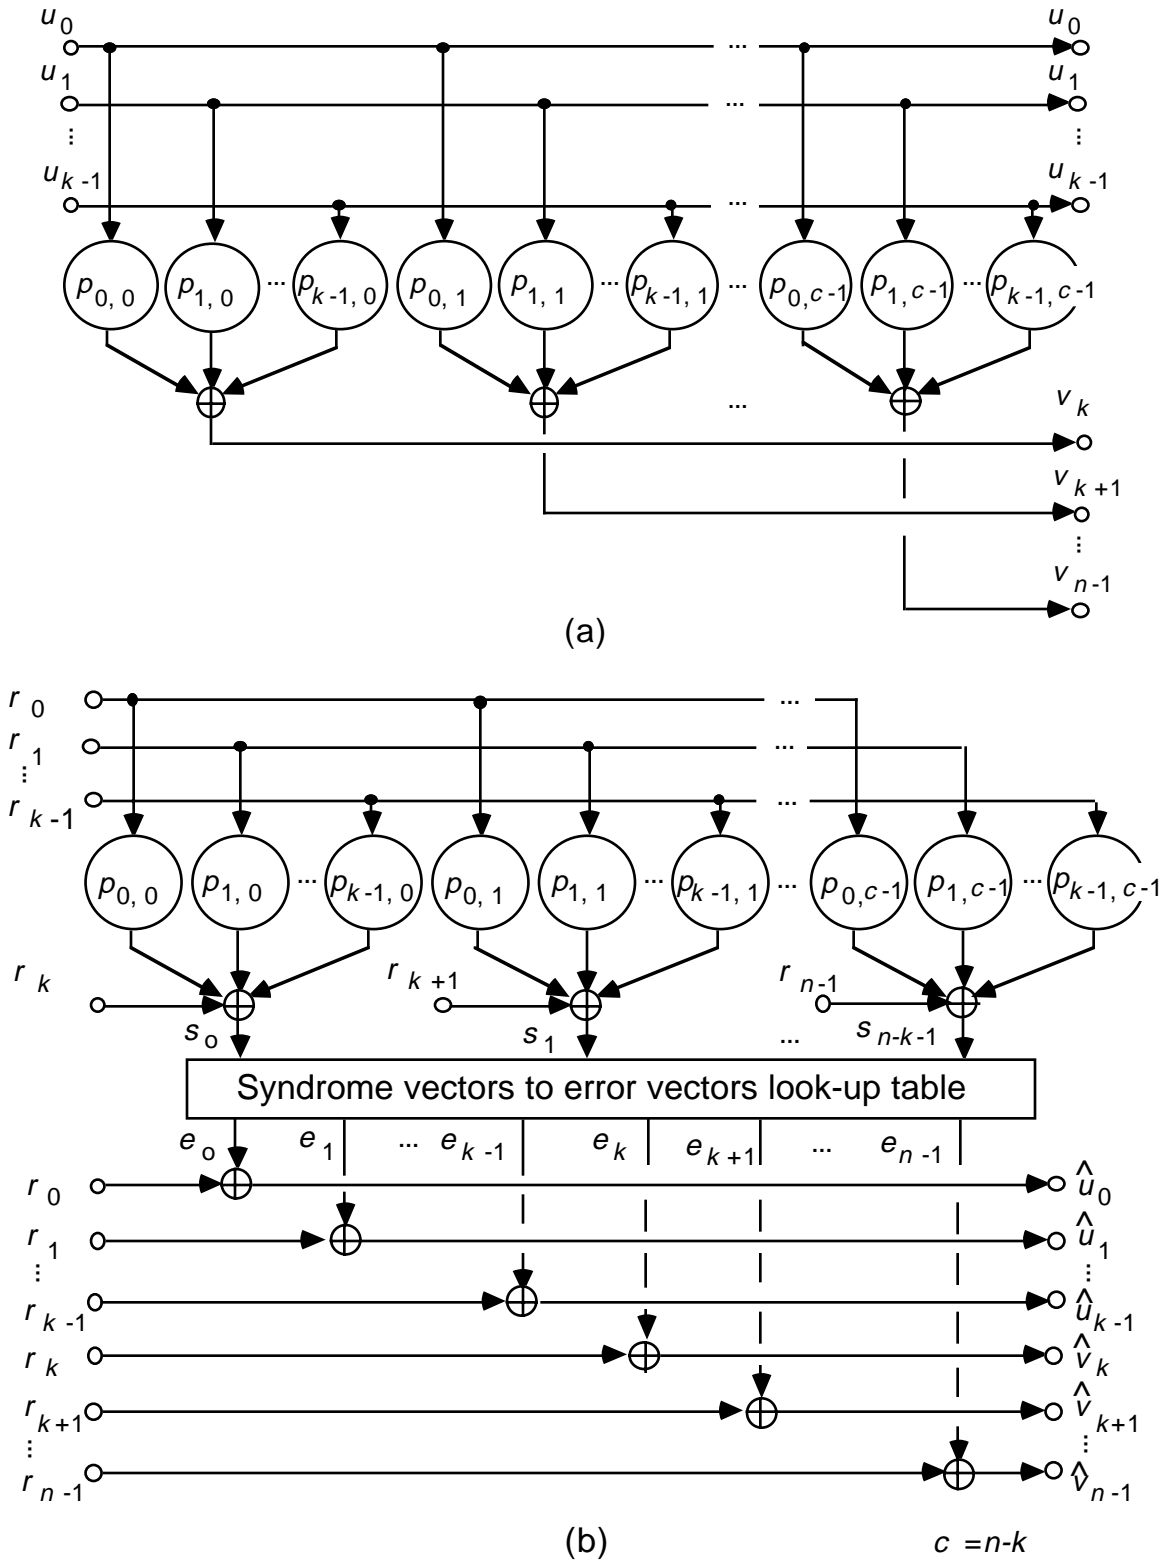 u0 u0
u1 ... u1
...
uk-1 ... uk-1
p0, 0 p1, 0 ... pk-1, 0 p0, 1 p1, 1 ... pk-1, 1 ... p0,c-1 p1,c-1 ... pk-1, c-1
... vk
vk+1
...
vn-1
(a)
r0 ...
r1 ...
...
rk-1 ...
p0, 0 p1, 0 ... pk-1, 0 p0, 1 p1, 1 ... pk-1, 1 ... p0,c-1 p1,c-1 ... pk-1, c-1
rk rk+1 rn-1
so s1 ... sn-k-1
Syndrome vectors to error vectors look-up table
eo e1 ... ek-1 ek ek+1 ... en-1
r0 û0
r1 û1
... ...
rk-1 ûk-1
rk v̂k
rk+1 v̂k+1
... ...
rn-1 v̂n-1
(b) c =n-k